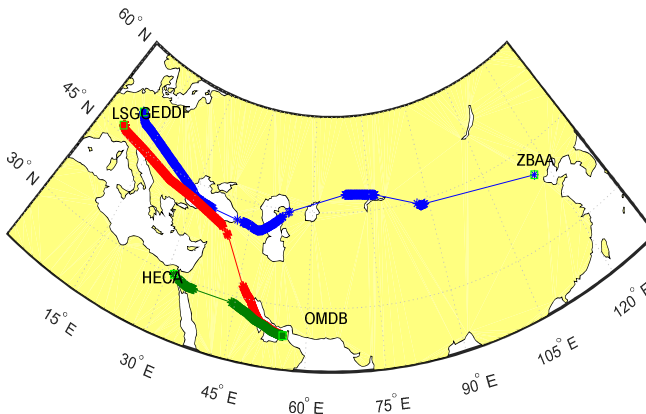 60° N
45° N
30° N
LSGG EDDF
ZBAA
HECA
OMDB
15° E
30° E
45° E
60° E
75° E
90° E
105° E
120° E